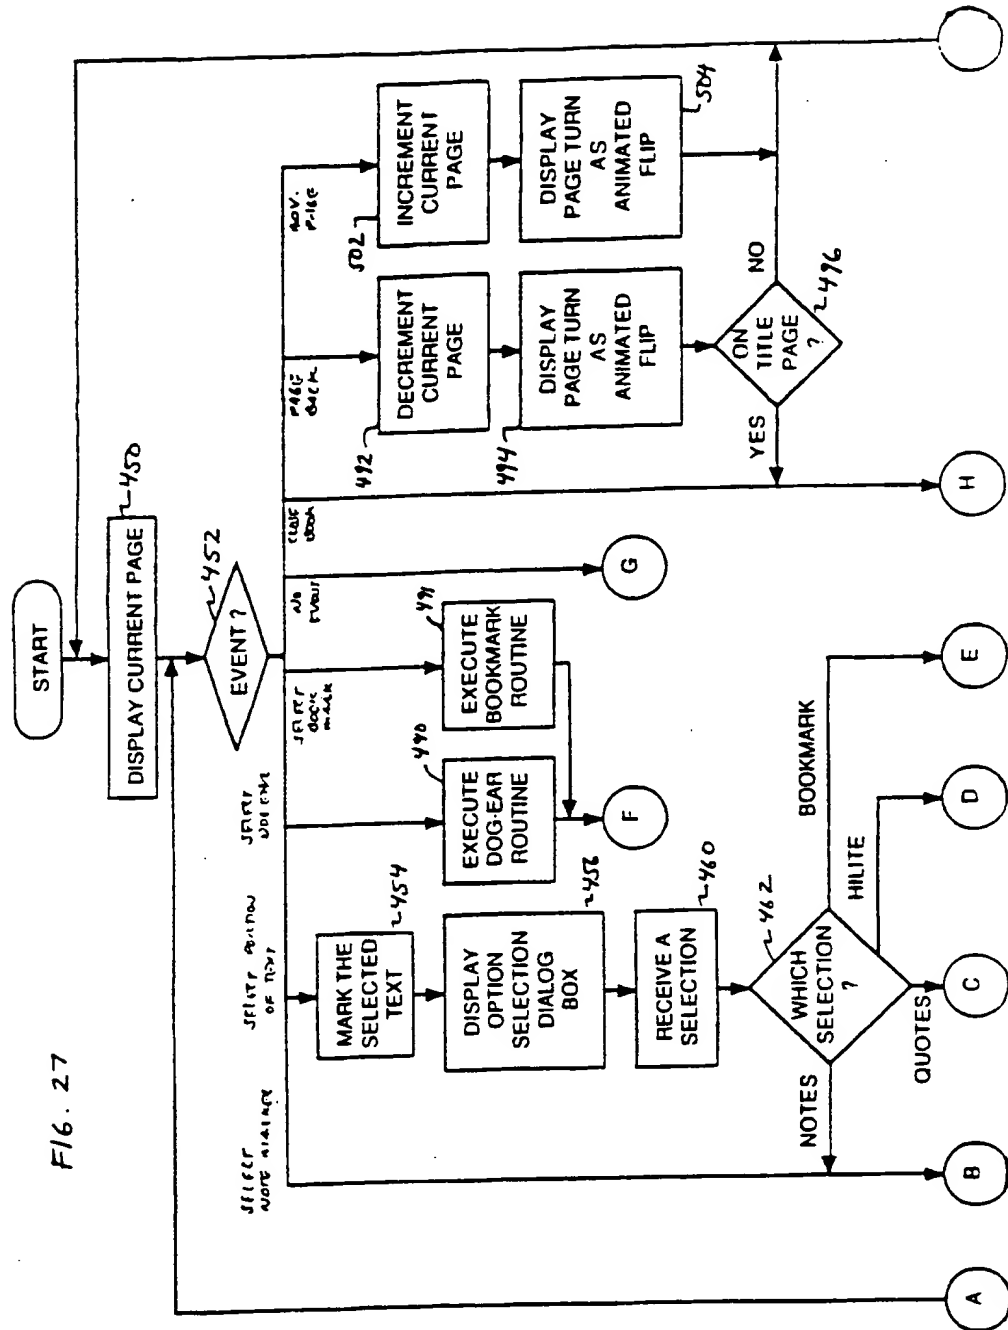 FIG. 27
START
DISPLAY CURRENT PAGE
450
EVENT?
452
SELECT
NOTE
SELECT PORTION
OF TEXT
SELECT
SELECT
BOOK
MARK
NO
EVENT
CLOSE
BOOK
PAGE
BACK
ADV.
PAGE
MARK THE
SELECTED
TEXT
454
DISPLAY
OPTION
SELECTION
DIALOG
BOX
RECEIVE A
SELECTION
460
WHICH
SELECTION
?
462
NOTES
QUOTES
HILITE
BOOKMARK
EXECUTE
DOG-EAR
ROUTINE
490
EXECUTE
BOOKMARK
ROUTINE
491
DECREMENT
CURRENT
PAGE
492
DISPLAY
PAGE TURN
AS
ANIMATED
FLIP
494
ON
TITLE
PAGE
?
496
YES
NO
INCREMENT
CURRENT
PAGE
502
DISPLAY
PAGE TURN
AS
ANIMATED
FLIP
504
A
B
C
D
E
F
G
H